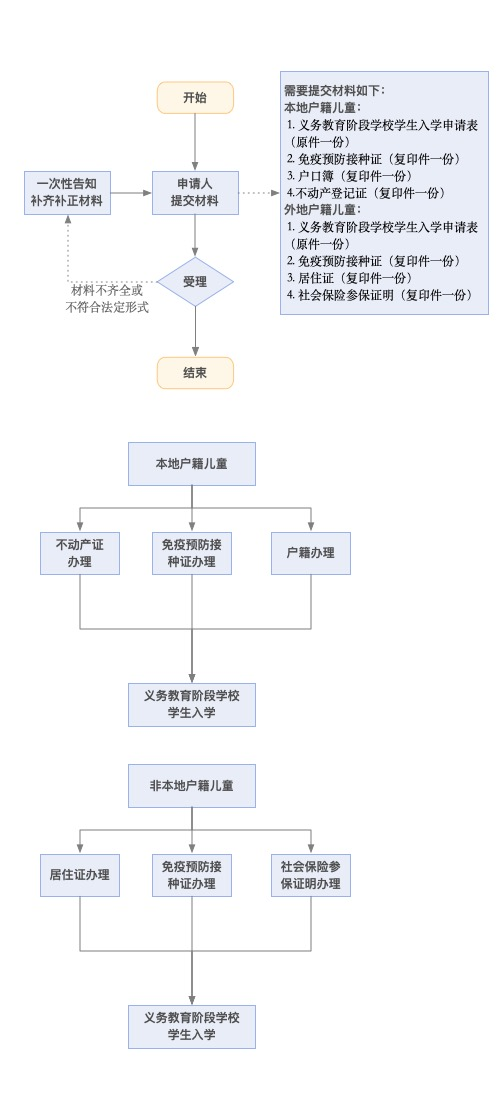 开始
一次性告知
补齐补正材料
申请人
提交材料
受理
材料不齐全或
不符合法定形式
结束
需要提交材料如下：
本地户籍儿童：
1. 义务教育阶段学校学生入学申请表
（原件一份）
2. 免疫预防接种证（复印件一份）
3. 户口簿（复印件一份）
4.不动产登记证（复印件一份）
外地户籍儿童：
1. 义务教育阶段学校学生入学申请表
（原件一份）
2. 免疫预防接种证（复印件一份）
3. 居住证（复印件一份）
4. 社会保险参保证明（复印件一份）
本地户籍儿童
不动产证
办理
免疫预防接
种证办理
户籍办理
义务教育阶段学校
学生入学
非本地户籍儿童
居住证办理
免疫预防接
种证办理
社会保险参
保证明办理
义务教育阶段学校
学生入学